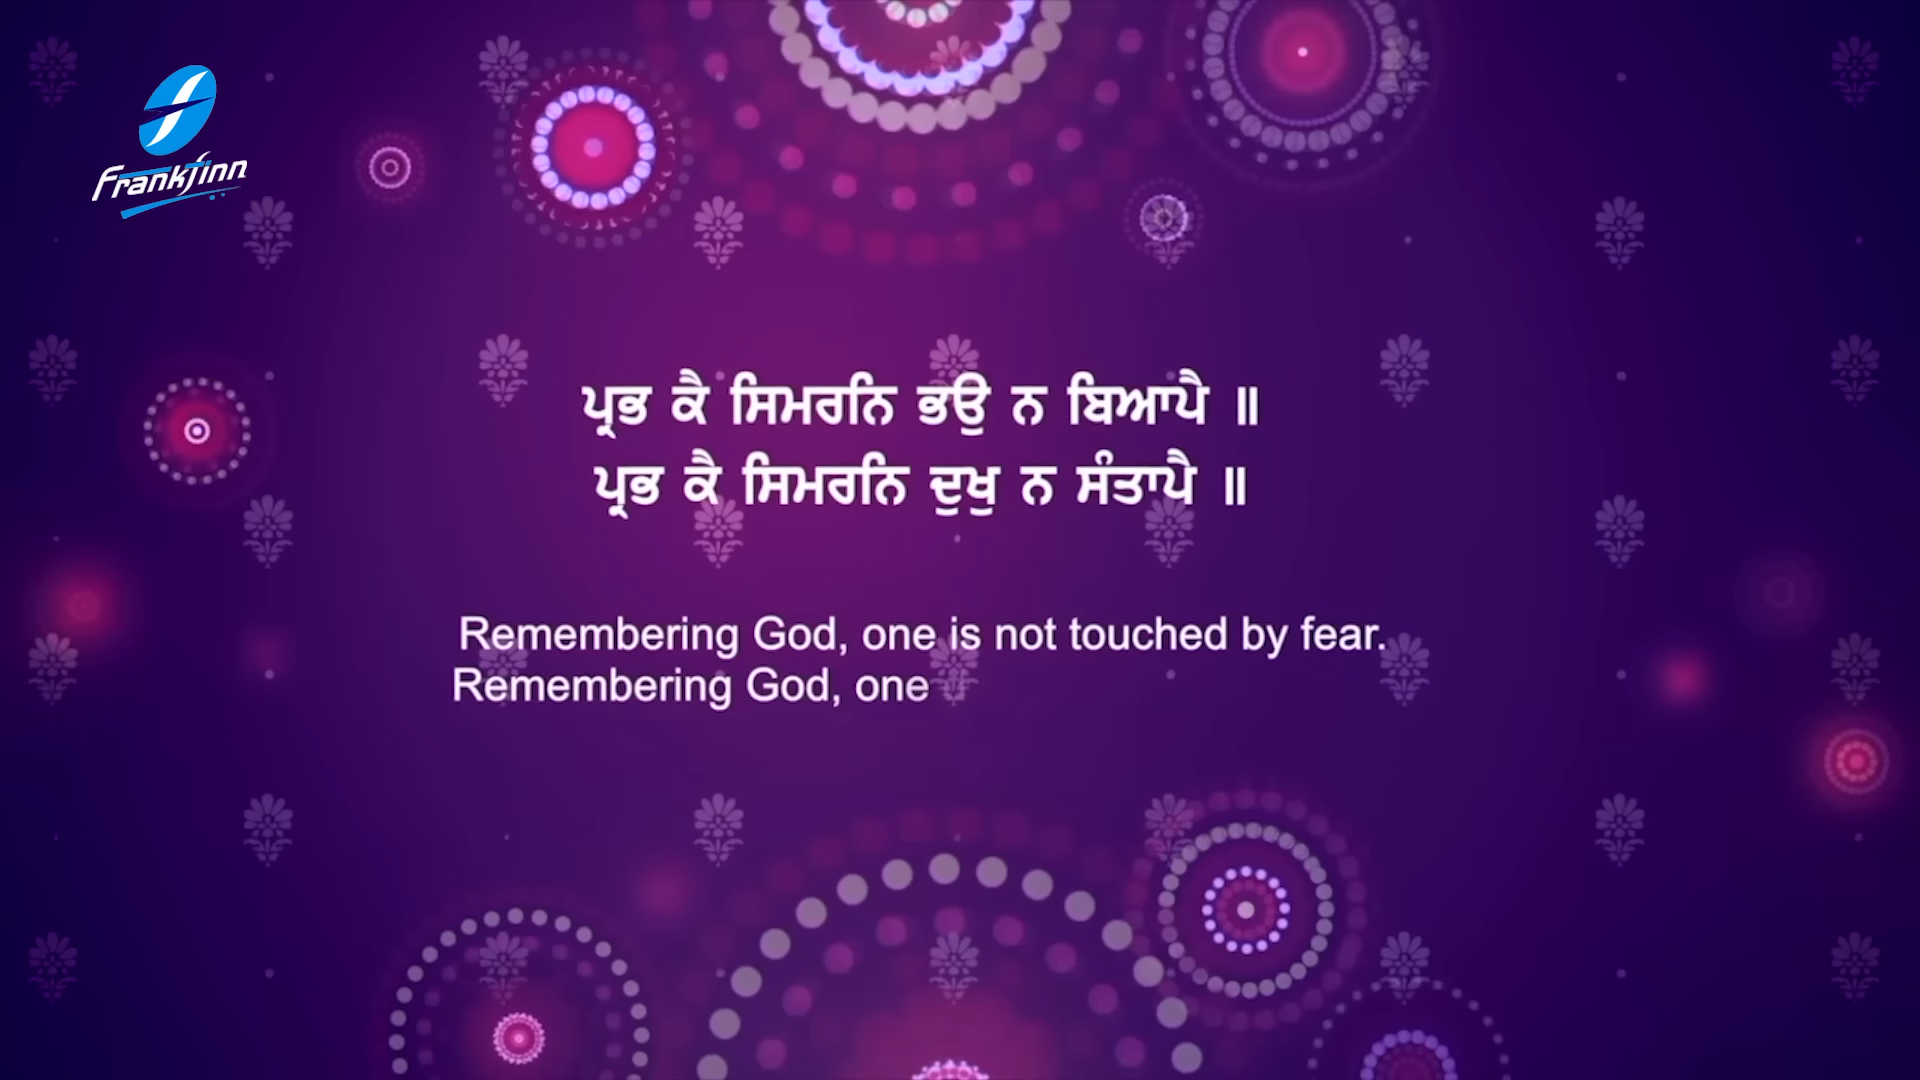 Frankfinn
ਪ੍ਰਭ ਕੈ ਸਿਮਰਨਿ ਭਉ ਨ ਬਿਆਪੈ ॥
ਪ੍ਰਭ ਕੈ ਸਿਮਰਨਿ ਦੁਖੁ ਨ ਸੰਤਾਪੈ ॥
Remembering God, one is not touched by fear.
Remembering God, one